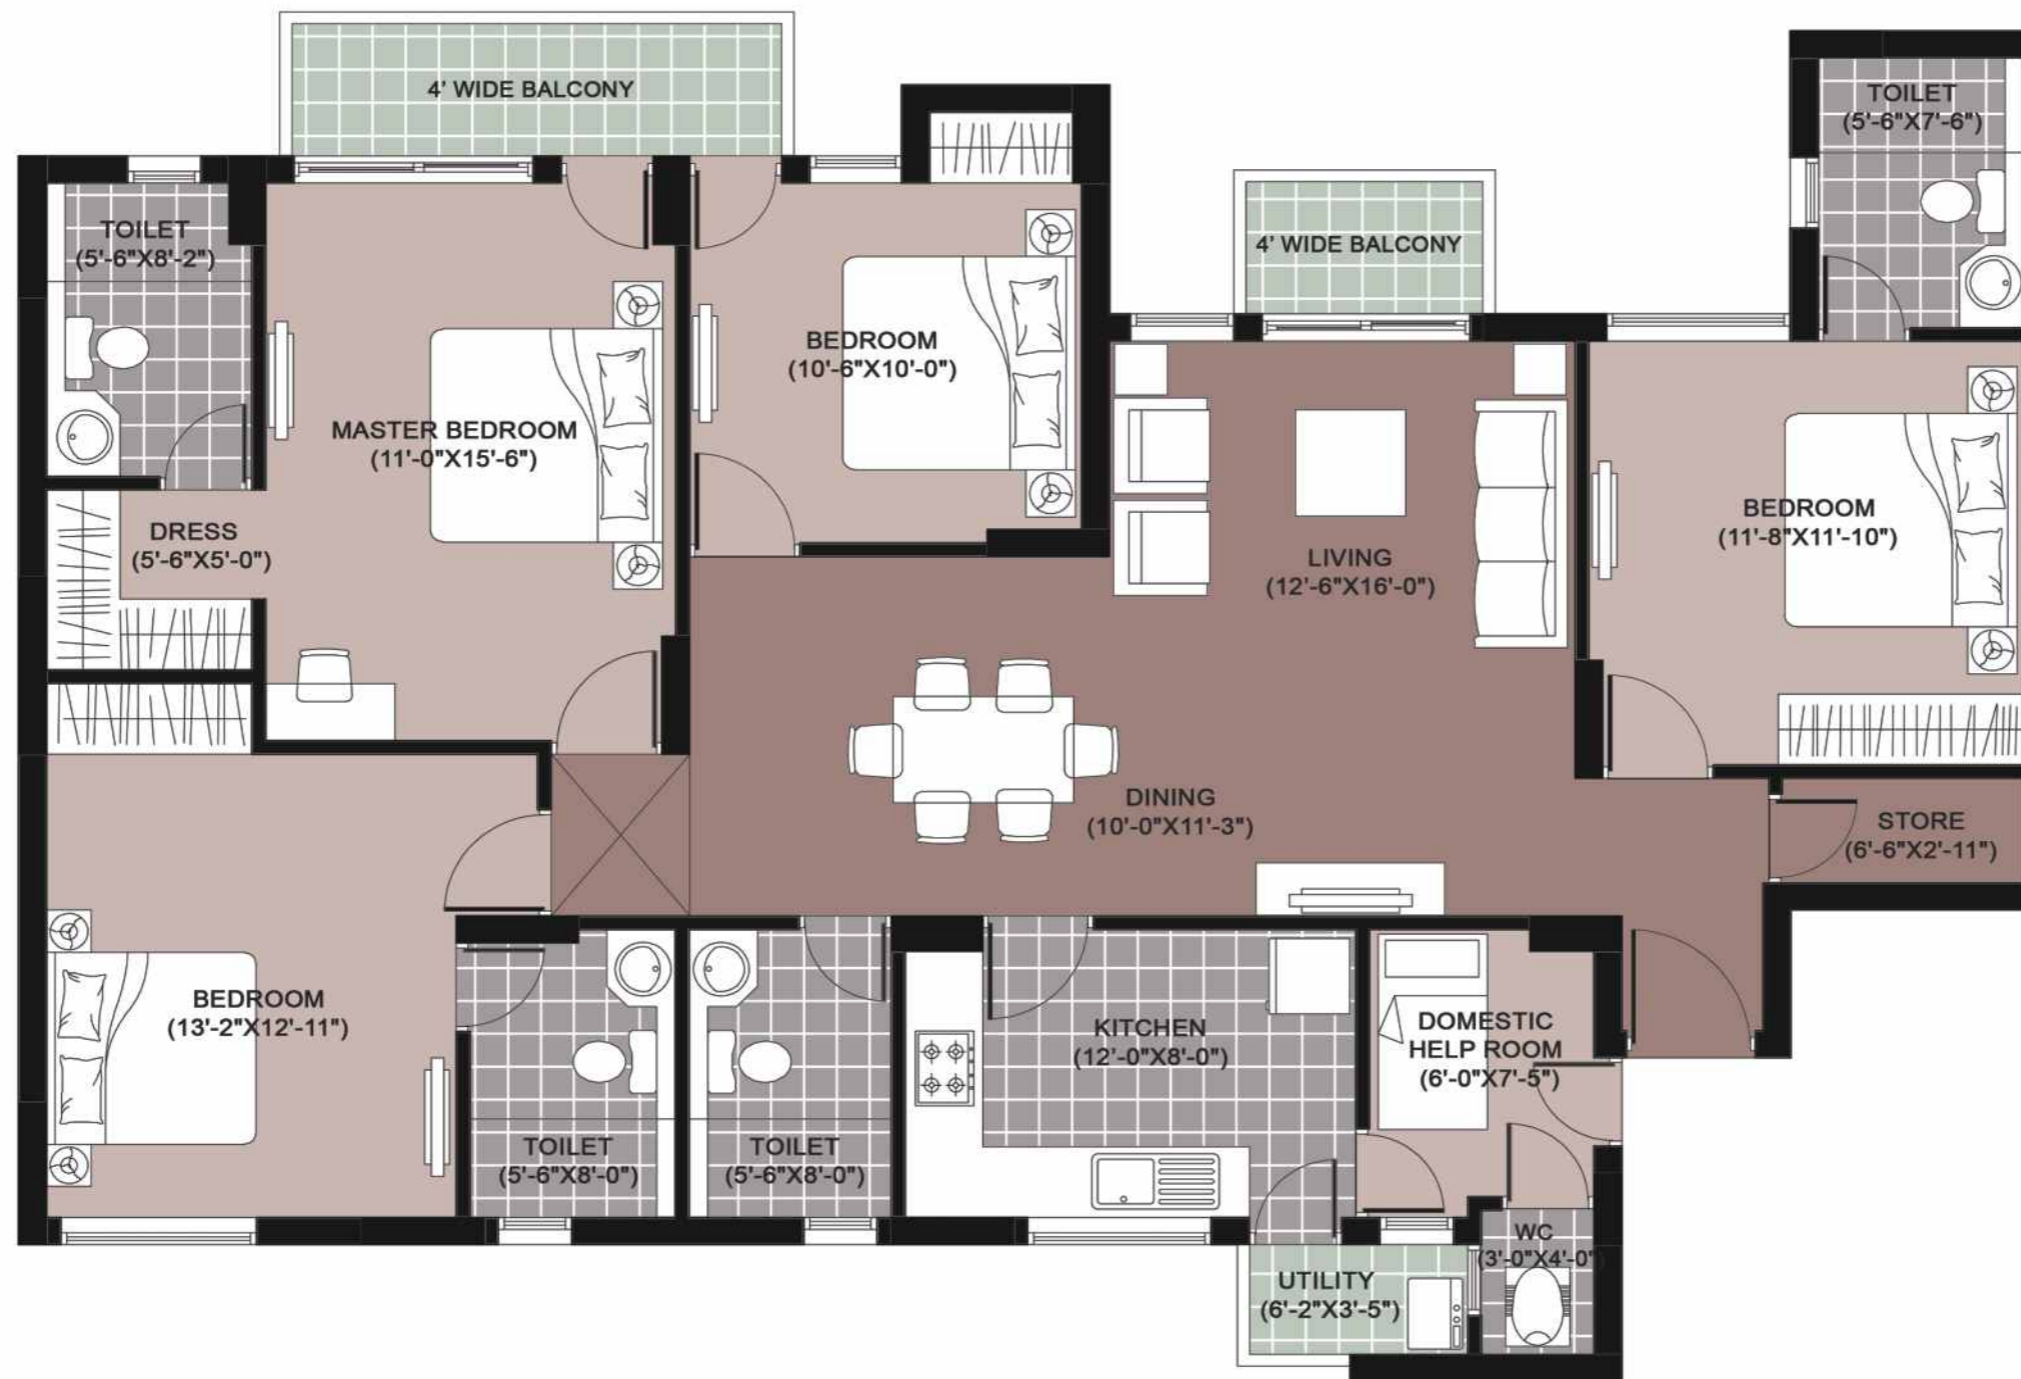 4' WIDE BALCONY
TOILET
(5'-6"X7'-6")
TOILET
(5'-6"X8'-2")
4' WIDE BALCONY
BEDROOM
(10'-6"X10'-0")
MASTER BEDROOM
(11'-0"X15'-6")
DRESS
(5'-6"X5'-0")
LIVING
(12'-6"X16'-0")
BEDROOM
(11'-8"X11'-10")
DINING
(10'-0"X11'-3")
STORE
(6'-6"X2'-11")
BEDROOM
(13'-2"X12'-11")
KITCHEN
(12'-0"X8'-0")
DOMESTIC
HELP ROOM
(6'-0"X7'-5")
TOILET
(5'-6"X8'-0")
TOILET
(5'-6"X8'-0")
WC
(3'-0"X4'-0")
UTILITY
(6'-2"X3'-5")